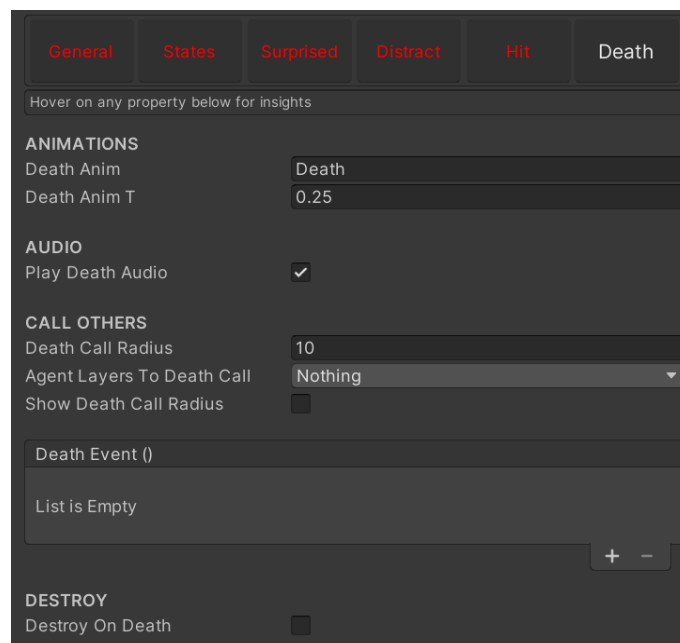 General States Surprised Distract Hit Death
Hover on any property below for insights
ANIMATIONS
Death Anim Death
Death Anim T 0.25
AUDIO
Play Death Audio
CALL OTHERS
Death Call Radius 10
Agent Layers To Death Call Nothing
Show Death Call Radius
Death Event ()
List is Empty
DESTROY
Destroy On Death